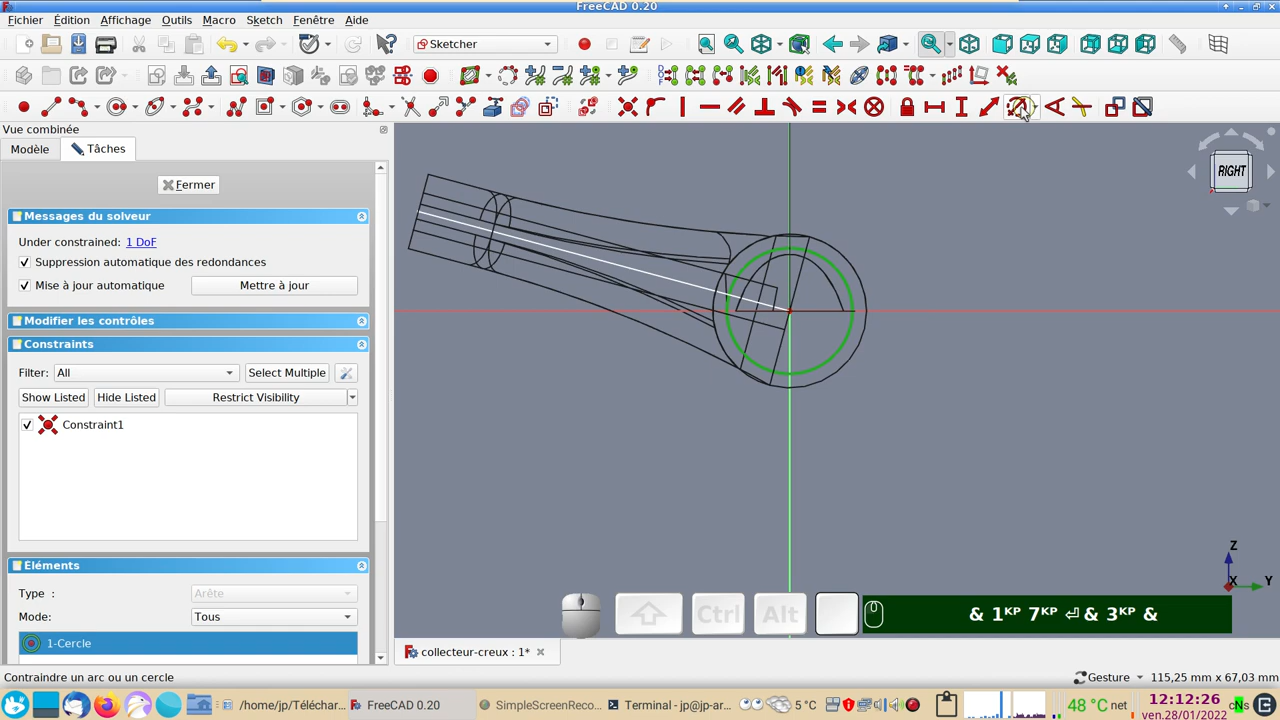 FreeCAD 0.20
Fichier Édition Affichage Outils Macro Sketch Fenêtre Aide
Sketcher
Vue combinée
Modèle Tâches
Fermer
Messages du solveur
Under constrained: 1 DoF
Suppression automatique des redondances
Mise à jour automatique Mettre à jour
Modifier les contrôles
Constraints
Filter: All Select Multiple
Show Listed Hide Listed Restrict Visibility
Constraint1
Eléments
Type : Arête
Mode: Tous
1-Cercle
RIGHT
Z
X Y
Ctrl Alt
& 1ᴷᴾ 7ᴷᴾ ⏎ & 3ᴷᴾ &
collecteur-creux : 1*
Contraindre un arc ou un cercle Gesture 115,25 mm x 67,03 mm
/home/jp/Téléchar... FreeCAD 0.20 SimpleScreenReco... Terminal - jp@jp-ar... 5 °C 48 °C net 12:12:26
ven.28/01/2022